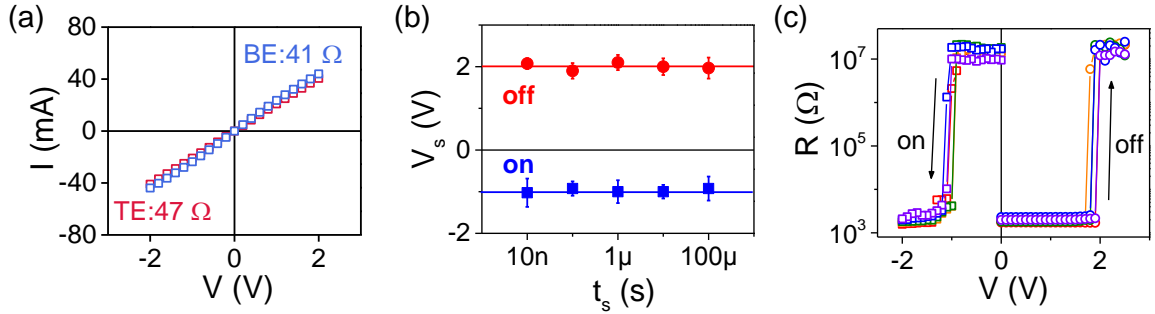 (a)
80
40
0
-40
-80
I (mA)
BE:41 Ω
TE:47 Ω
-2
0
2
V (V)
(b)
2
0
-2
V_s (V)
off
on
10n
1µ
100µ
t_s (s)
(c)
10^7
10^5
10^3
R (Ω)
on
off
-2
0
2
V (V)